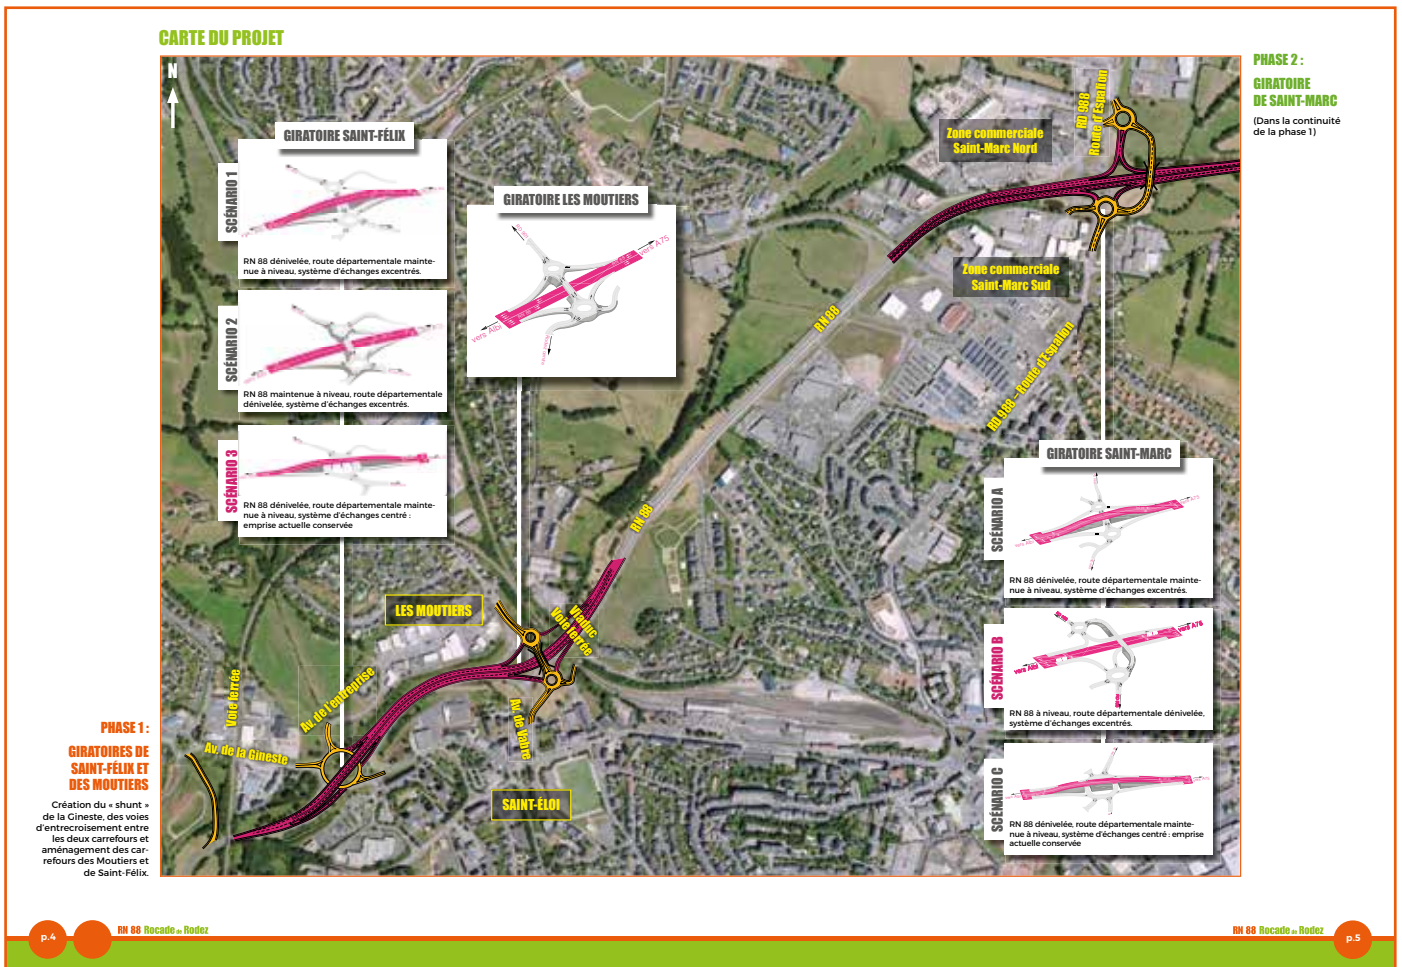 CARTE DU PROJET
N
GIRATOIRE SAINT-FÉLIX
SCÉNARIO 1
RN 88 dénivelée, route départementale mainte-
nue à niveau, système d'échanges excentrés.
SCÉNARIO 2
RN 88 maintenue à niveau, route départementale
dénivelée, système d'échanges excentrés.
SCÉNARIO 3
RN 88 dénivelée, route départementale mainte-
nue à niveau, système d'échanges centré :
emprise actuelle conservée
GIRATOIRE LES MOUTIERS
vers A75
vers Albi
Zone commerciale
Saint-Marc Nord
RD 988
Route d'Espalion
Zone commerciale
Saint-Marc Sud
RN 88
RD 988 – Route d'Espalion
RN 88
GIRATOIRE SAINT-MARC
SCÉNARIO A
vers A75
vers Albi
RN 88 dénivelée, route départementale mainte-
nue à niveau, système d'échanges excentrés.
SCÉNARIO B
vers A75
vers Albi
RN 88 à niveau, route départementale dénivelée,
système d'échanges excentrés.
SCÉNARIO C
RN 88 dénivelée, route départementale mainte-
nue à niveau, système d'échanges centré : emprise
actuelle conservée
LES MOUTIERS
Viaduc
Voie ferrée
Av. de Vabre
Voie ferrée
Av. de l'entreprise
Av. de la Gineste
SAINT-ÉLOI
PHASE 1 :
GIRATOIRES DE
SAINT-FÉLIX ET
DES MOUTIERS
Création du « shunt »
de la Gineste, des voies
d'entrecroisement entre
les deux carrefours et
aménagement des car-
refours des Moutiers et
de Saint-Félix.
PHASE 2 :
GIRATOIRE
DE SAINT-MARC
(Dans la continuité
de la phase 1)
p.4
RN 88 Rocade de Rodez
RN 88 Rocade de Rodez
p.5